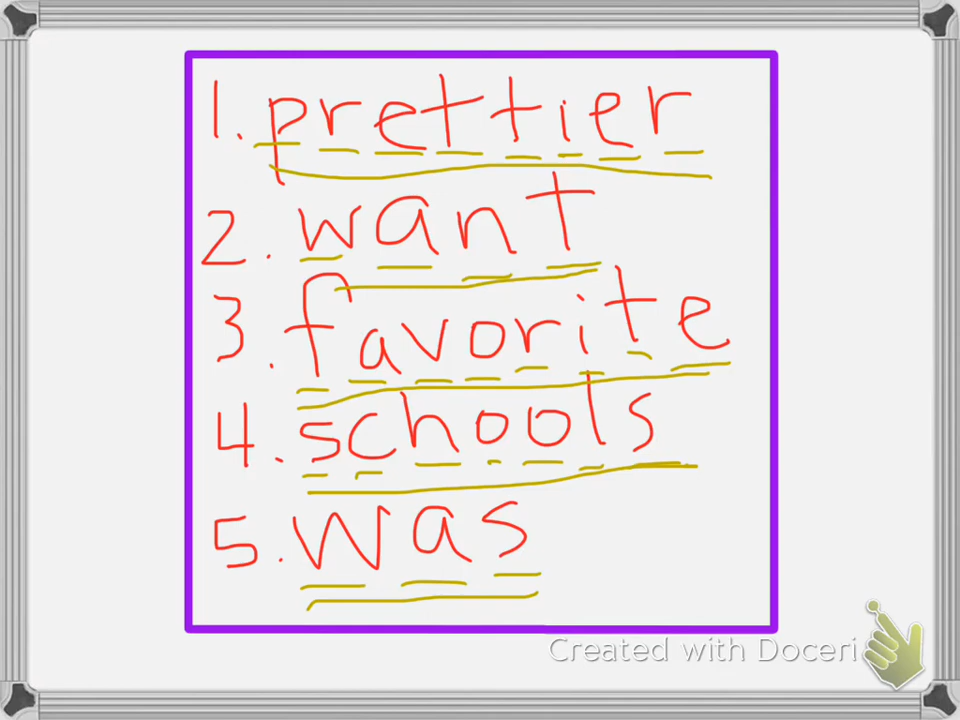 1. prettier
2. want
3. favorite
4. schools
5. was
Created with Doceri